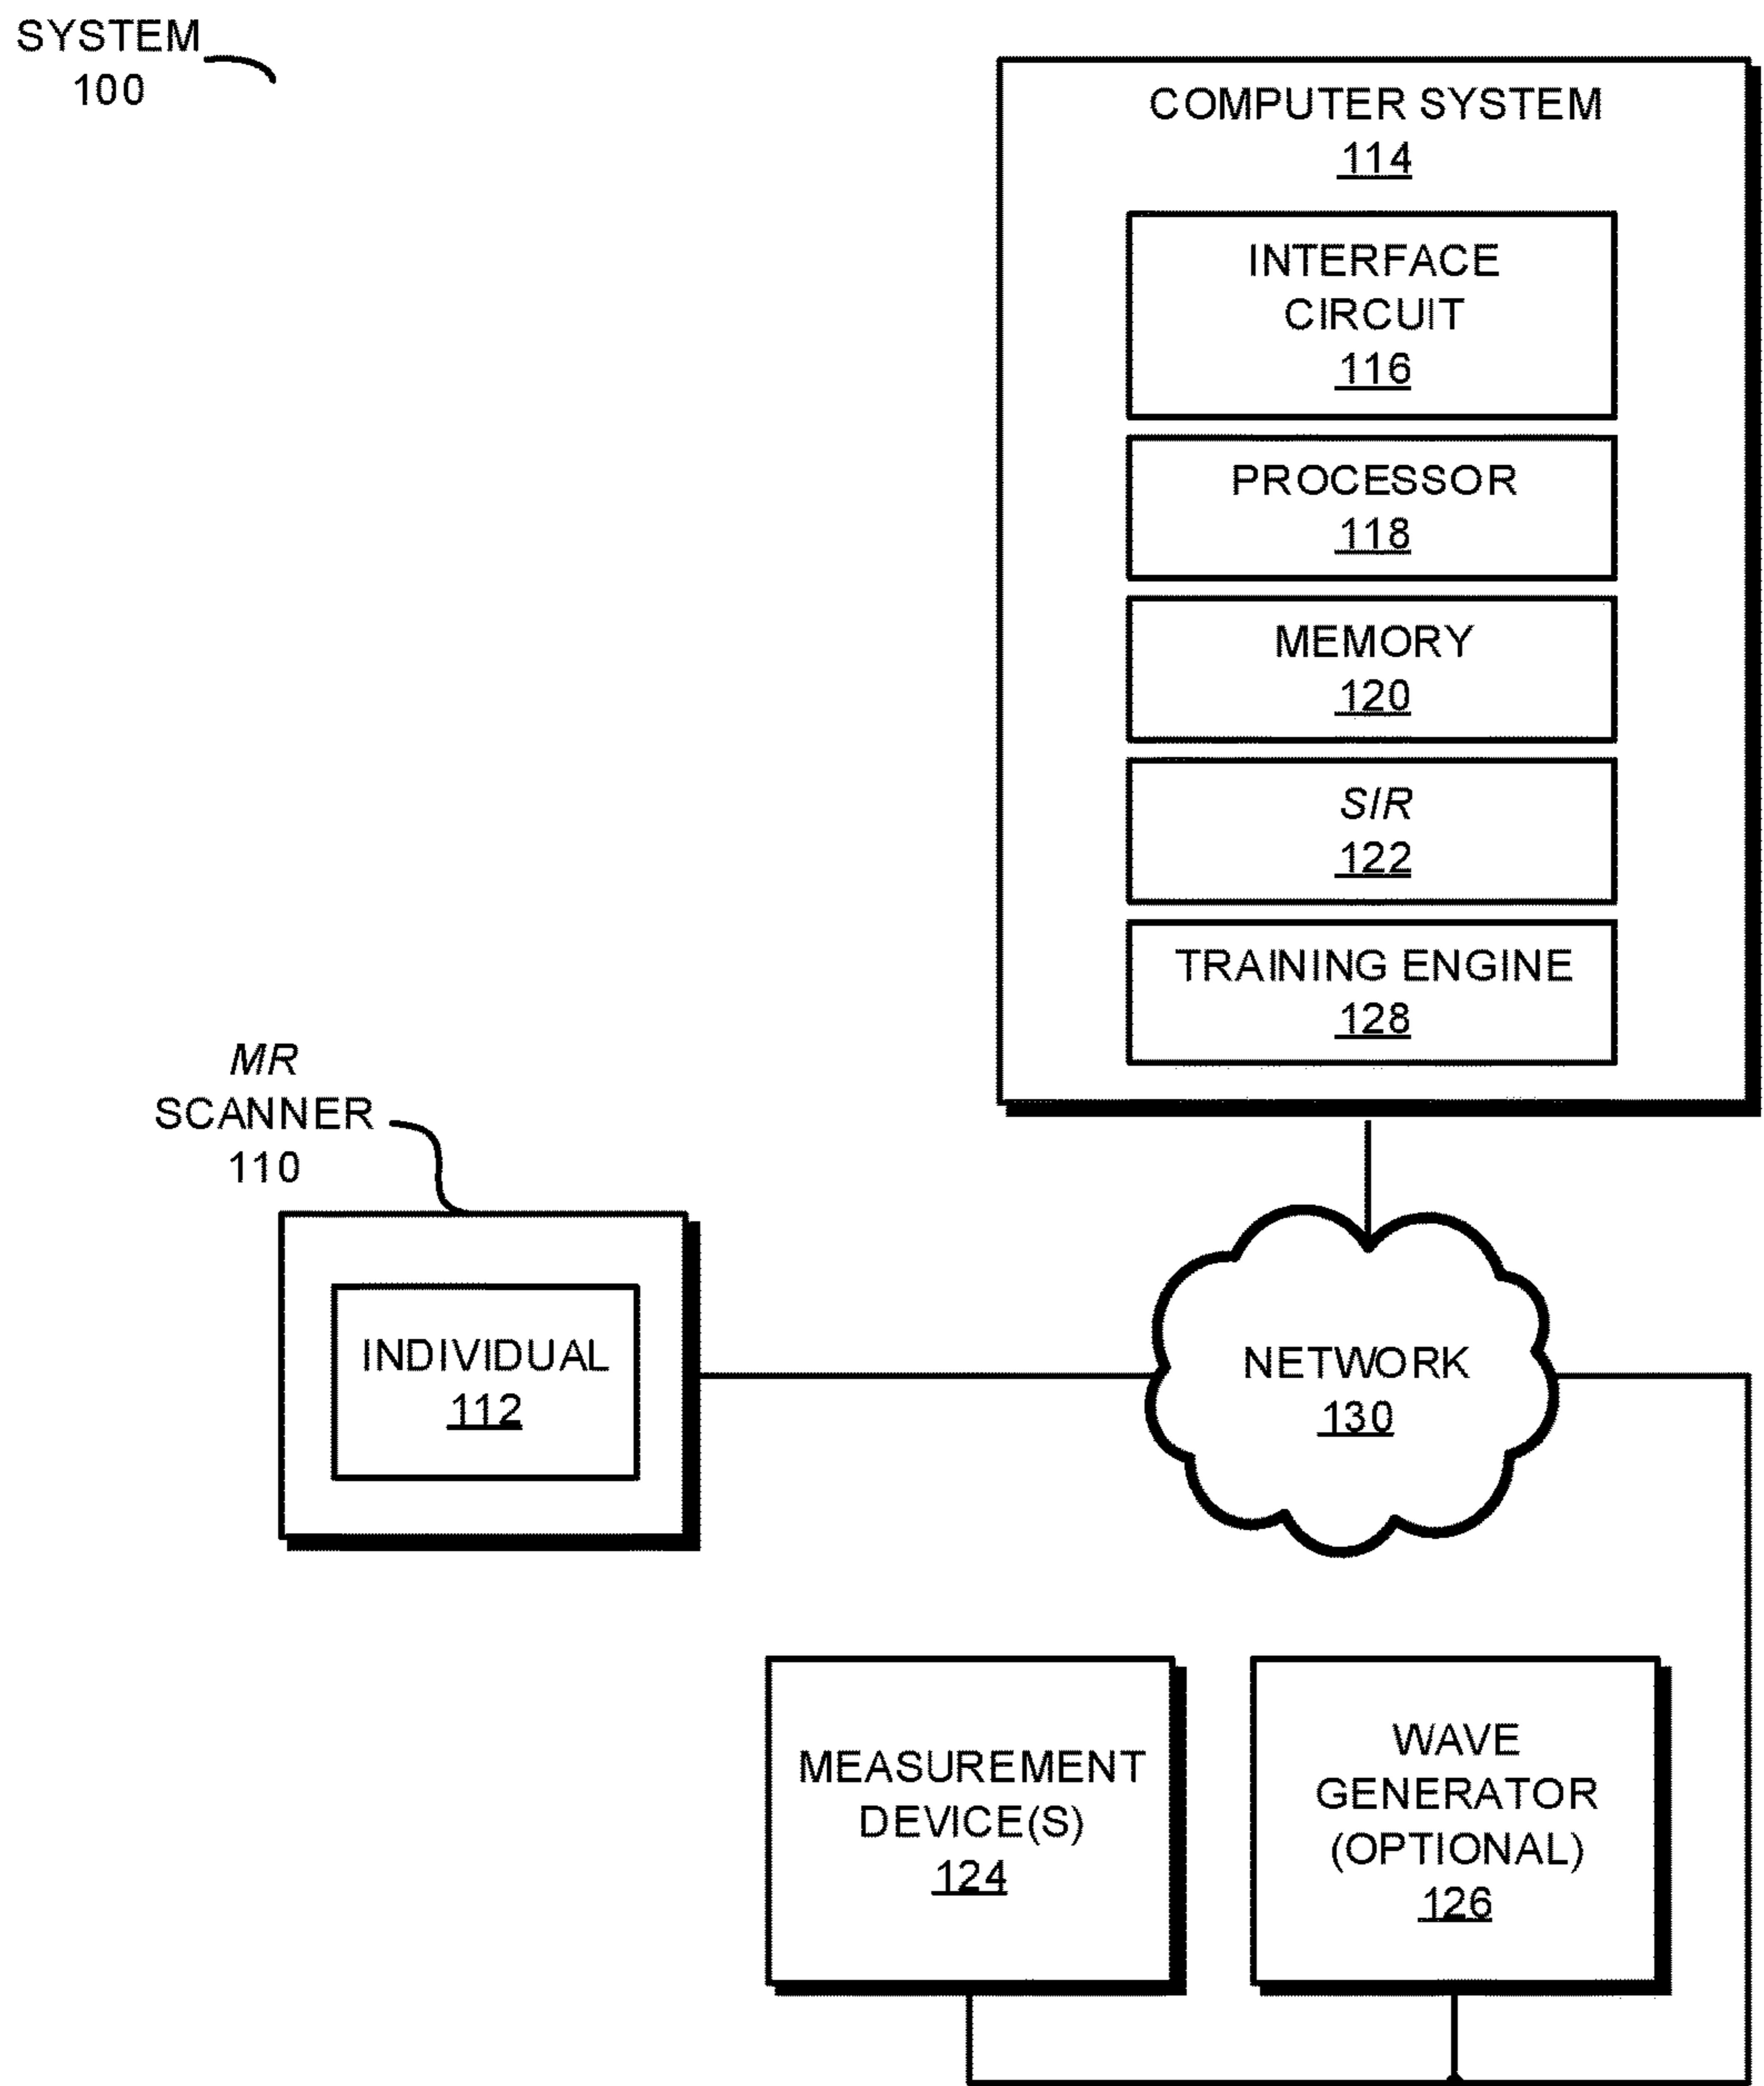 SYSTEM
100
COMPUTER SYSTEM
114
INTERFACE
CIRCUIT
116
PROCESSOR
118
MEMORY
120
SIR
122
TRAINING ENGINE
128
MR
SCANNER
110
INDIVIDUAL
112
NETWORK
130
MEASUREMENT
DEVICE(S)
124
WAVE
GENERATOR
(OPTIONAL)
126